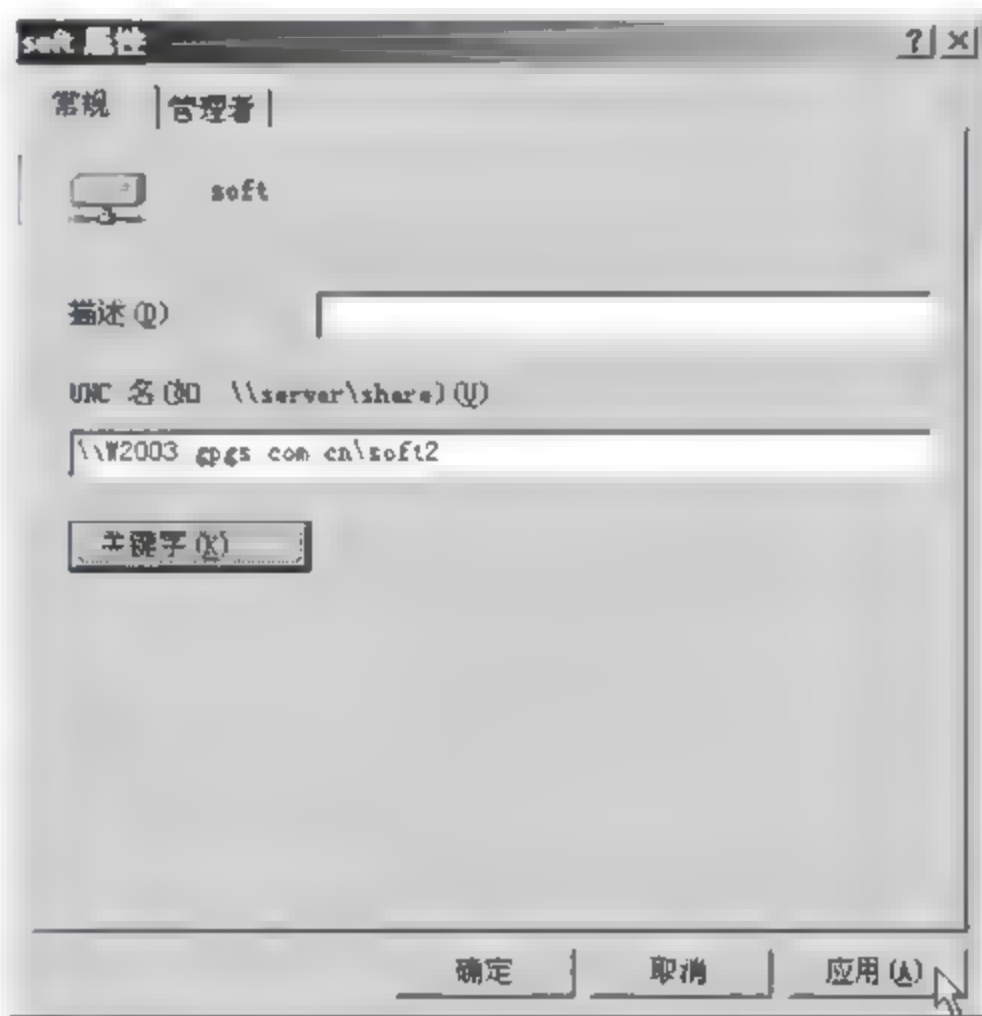 soft 属性
常规 管理者
soft
描述(D)
UNC 名(如 \\server\share)(U)
\\W2003 gpgs com cn\soft2
关键字(K)
确定 取消 应用(A)